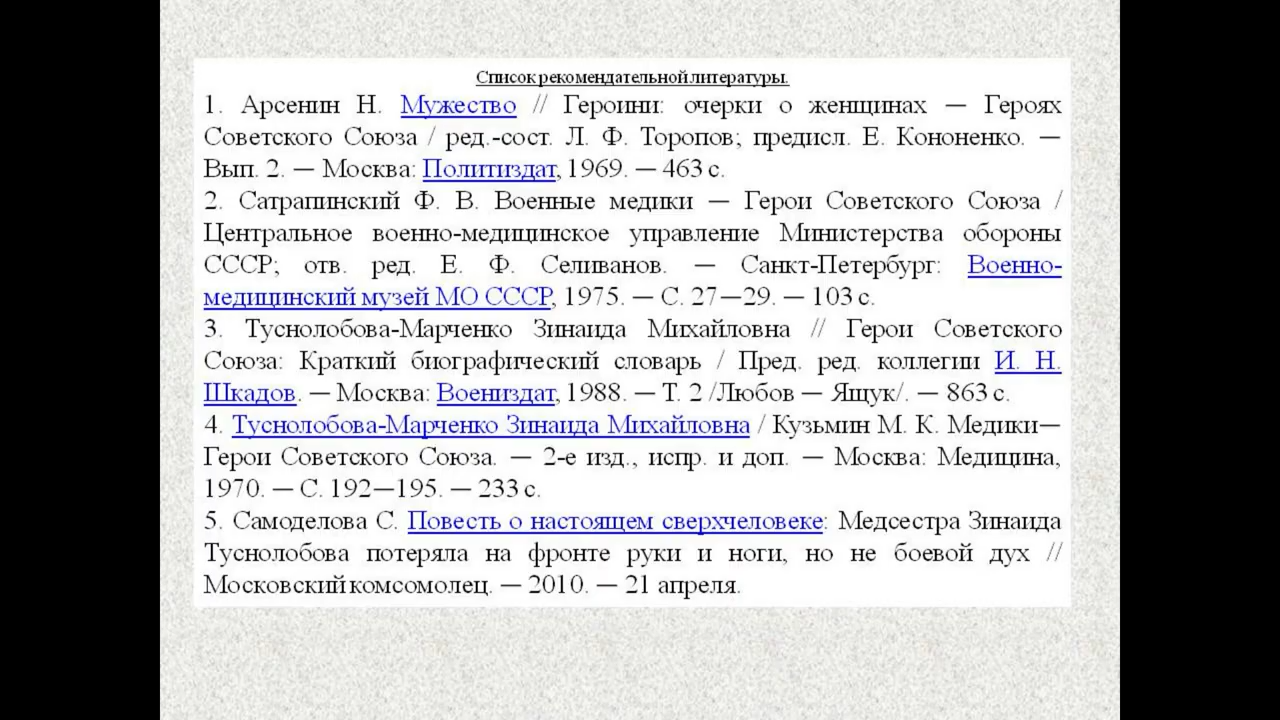 Список рекомендательной литературы.
1. Арсенин Н. Мужество // Героини: очерки о женщинах — Героях
Советского Союза / ред.-сост. Л. Ф. Торопов; предисл. Е. Кононенко. —
Вып. 2. — Москва: Политиздат, 1969. — 463 с.
2. Сатрапинский Ф. В. Военные медики — Герои Советского Союза /
Центральное военно-медицинское управление Министерства обороны
СССР; отв. ред. Е. Ф. Селиванов. — Санкт-Петербург: Военно-
медицинский музей МО СССР, 1975. — С. 27—29. — 103 с.
3. Туснолобова-Марченко Зинаида Михайловна // Герои Советского
Союза: Краткий биографический словарь / Пред. ред. коллегии И. Н.
Шкадов. — Москва: Воениздат, 1988. — Т. 2 /Любов — Ящук/. — 863 с.
4. Туснолобова-Марченко Зинаида Михайловна / Кузьмин М. К. Медики—
Герои Советского Союза. — 2-е изд., испр. и доп. — Москва: Медицина,
1970. — С. 192—195. — 233 с.
5. Самоделова С. Повесть о настоящем сверхчеловеке: Медсестра Зинаида
Туснолобова потеряла на фронте руки и ноги, но не боевой дух //
Московский комсомолец. — 2010. — 21 апреля.